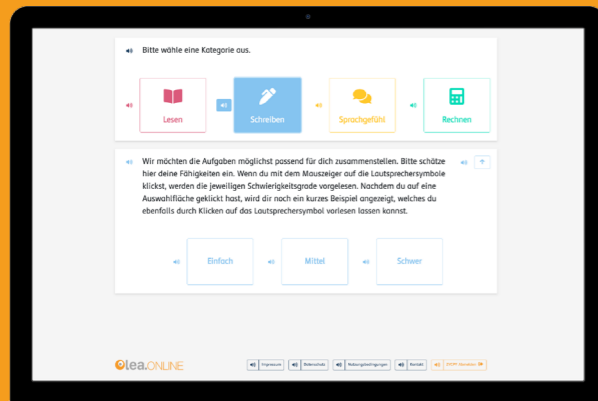 Bitte wähle eine Kategorie aus.
Lesen Schreiben Sprachgefühl Rechnen
Wir möchten die Aufgaben möglichst passend für dich zusammenstellen. Bitte schätze
hier deine Fähigkeiten ein. Wenn du mit dem Mauszeiger auf die Lautsprechersymbole
klickst, werden die jeweiligen Schwierigkeitsgrade vorgelesen. Nachdem du auf eine
Auswahlfläche geklickt hast, wird dir noch ein kurzes Beispiel angezeigt, welches du
ebenfalls durch Klicken auf das Lautsprechersymbol vorlesen lassen kannst.
Einfach Mittel Schwer
Olea.ONLINE Impressum Datenschutz Nutzungsbedingungen Kontakt